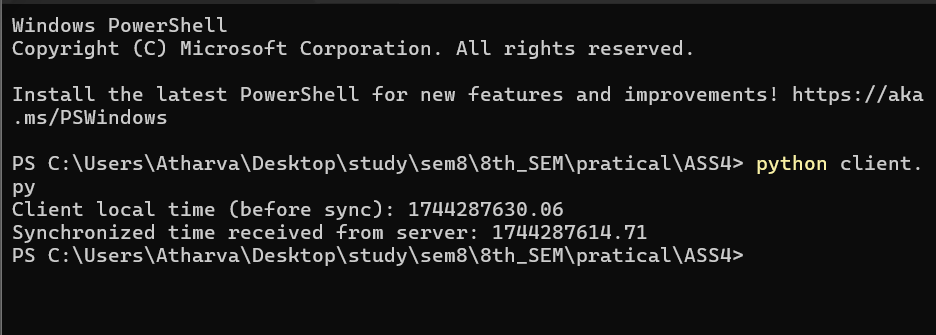 Windows PowerShell
Copyright (C) Microsoft Corporation. All rights reserved.
Install the latest PowerShell for new features and improvements! https://aka
.ms/PSWindows
PS C:\Users\Atharva\Desktop\study\sem8\8th_SEM\pratical\ASS4> python client.
py
Client local time (before sync): 1744287630.06
Synchronized time received from server: 1744287614.71
PS C:\Users\Atharva\Desktop\study\sem8\8th_SEM\pratical\ASS4>